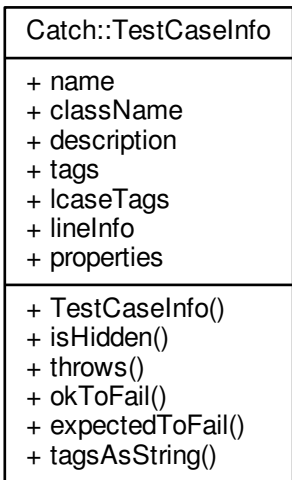 Catch::TestCaseInfo
+ name
+ className
+ description
+ tags
+ lcaseTags
+ lineInfo
+ properties
+ TestCaseInfo()
+ isHidden()
+ throws()
+ okToFail()
+ expectedToFail()
+ tagsAsString()